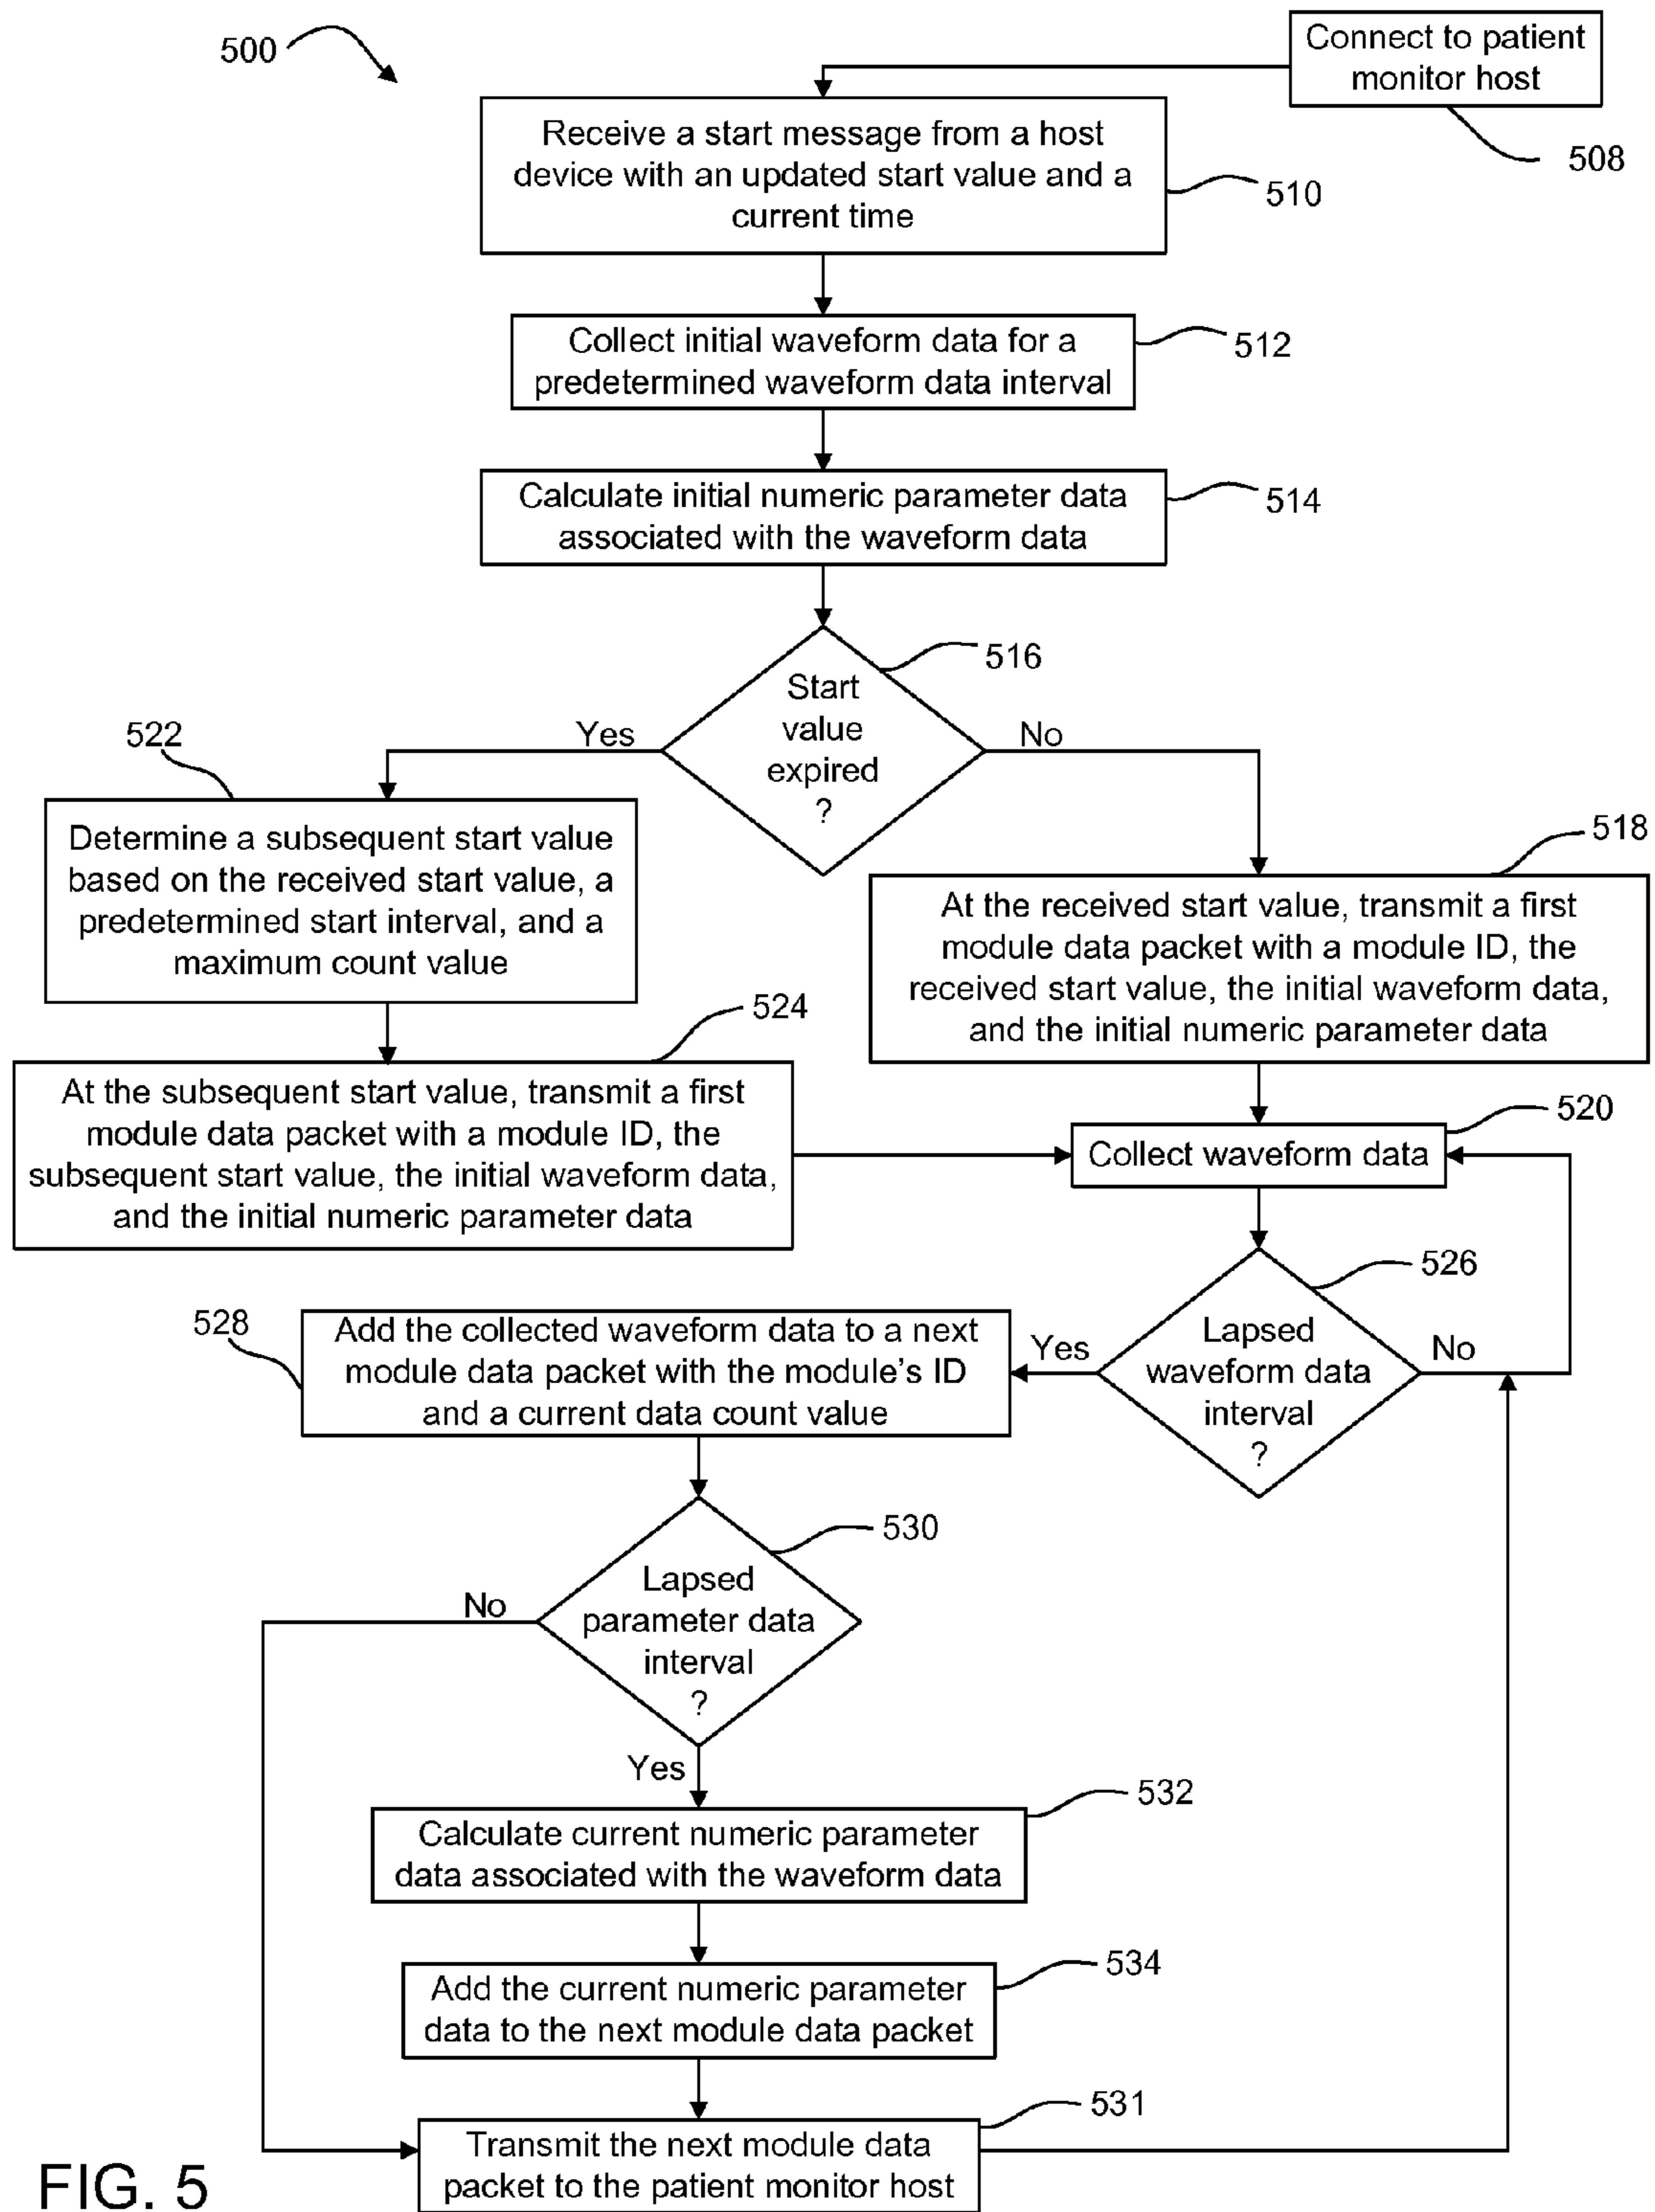 500
Connect to patient
monitor host
508
Receive a start message from a host
device with an updated start value and a
current time
510
Collect initial waveform data for a
predetermined waveform data interval
512
Calculate initial numeric parameter data
associated with the waveform data
514
Start
value
expired
?
516
Yes
No
522
Determine a subsequent start value
based on the received start value, a
predetermined start interval, and a
maximum count value
518
At the received start value, transmit a first
module data packet with a module ID, the
received start value, the initial waveform data,
and the initial numeric parameter data
524
At the subsequent start value, transmit a first
module data packet with a module ID, the
subsequent start value, the initial waveform data,
and the initial numeric parameter data
520
Collect waveform data
526
Lapsed
waveform data
interval
?
Yes
No
528
Add the collected waveform data to a next
module data packet with the module's ID
and a current data count value
530
Lapsed
parameter data
interval
?
No
Yes
532
Calculate current numeric parameter
data associated with the waveform data
534
Add the current numeric parameter
data to the next module data packet
531
Transmit the next module data
packet to the patient monitor host
FIG. 5